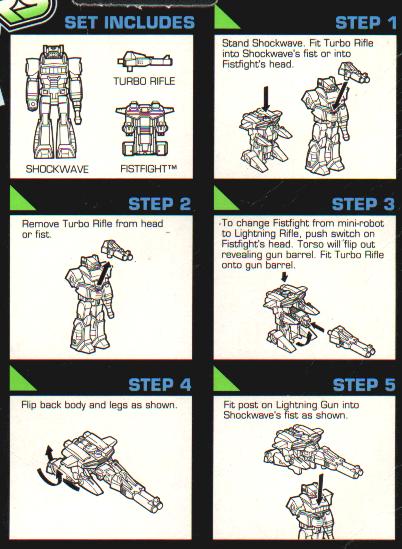 SET INCLUDES
TURBO RIFLE
SHOCKWAVE
FISTFIGHT™
STEP 1
Stand Shockwave. Fit Turbo Rifle
into Shockwave's fist or into
Fistfight's head.
STEP 2
Remove Turbo Rifle from head
or fist.
STEP 3
To change Fistfight from mini-robot
to Lightning Rifle, push switch on
Fistfight's head. Torso will flip out
revealing gun barrel. Fit Turbo Rifle
onto gun barrel.
STEP 4
Flip back body and legs as shown.
STEP 5
Fit post on Lightning Gun into
Shockwave's fist as shown.